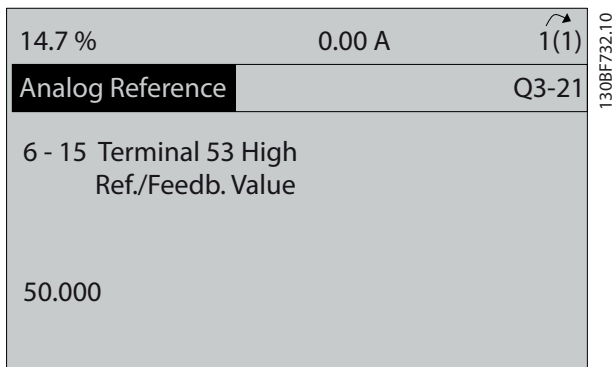 14.7 % 0.00 A 1(1)
Analog Reference Q3-21
6 - 15 Terminal 53 High
Ref./Feedb. Value
50.000
130BF732.10